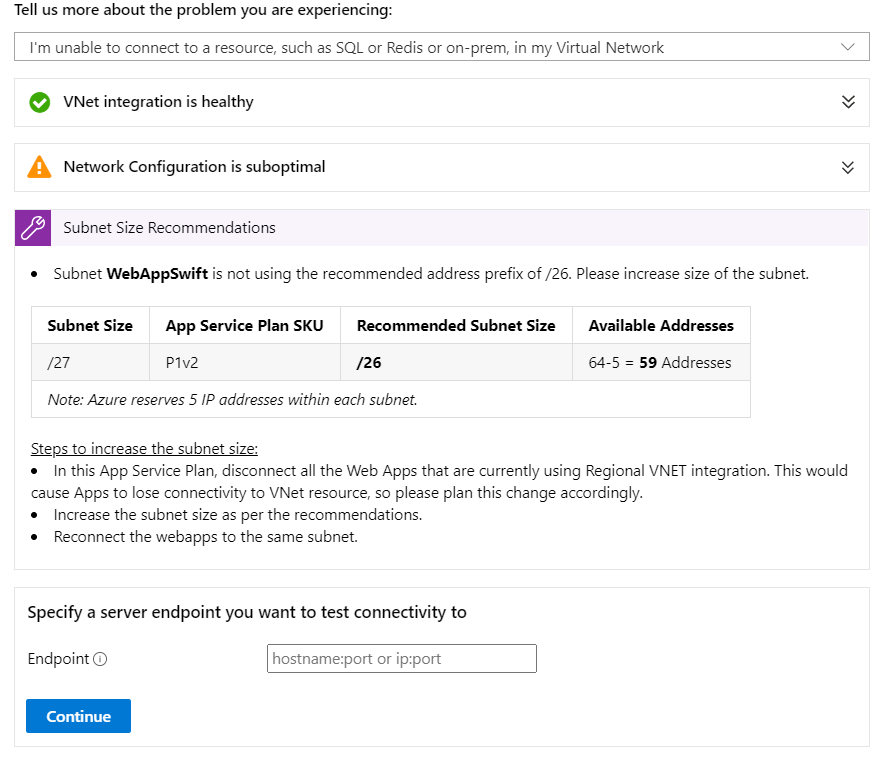 Tell us more about the problem you are experiencing:
I'm unable to connect to a resource, such as SQL or Redis or on-prem, in my Virtual Network
VNet integration is healthy
Network Configuration is suboptimal
Subnet Size Recommendations
• Subnet WebAppSwift is not using the recommended address prefix of /26. Please increase size of the subnet.
Subnet Size App Service Plan SKU Recommended Subnet Size Available Addresses
/27 P1v2 /26 64-5 = 59 Addresses
Note: Azure reserves 5 IP addresses within each subnet.
Steps to increase the subnet size:
• In this App Service Plan, disconnect all the Web Apps that are currently using Regional VNET integration. This would
cause Apps to lose connectivity to VNet resource, so please plan this change accordingly.
• Increase the subnet size as per the recommendations.
• Reconnect the webapps to the same subnet.
Specify a server endpoint you want to test connectivity to
Endpoint
hostname:port or ip:port
Continue